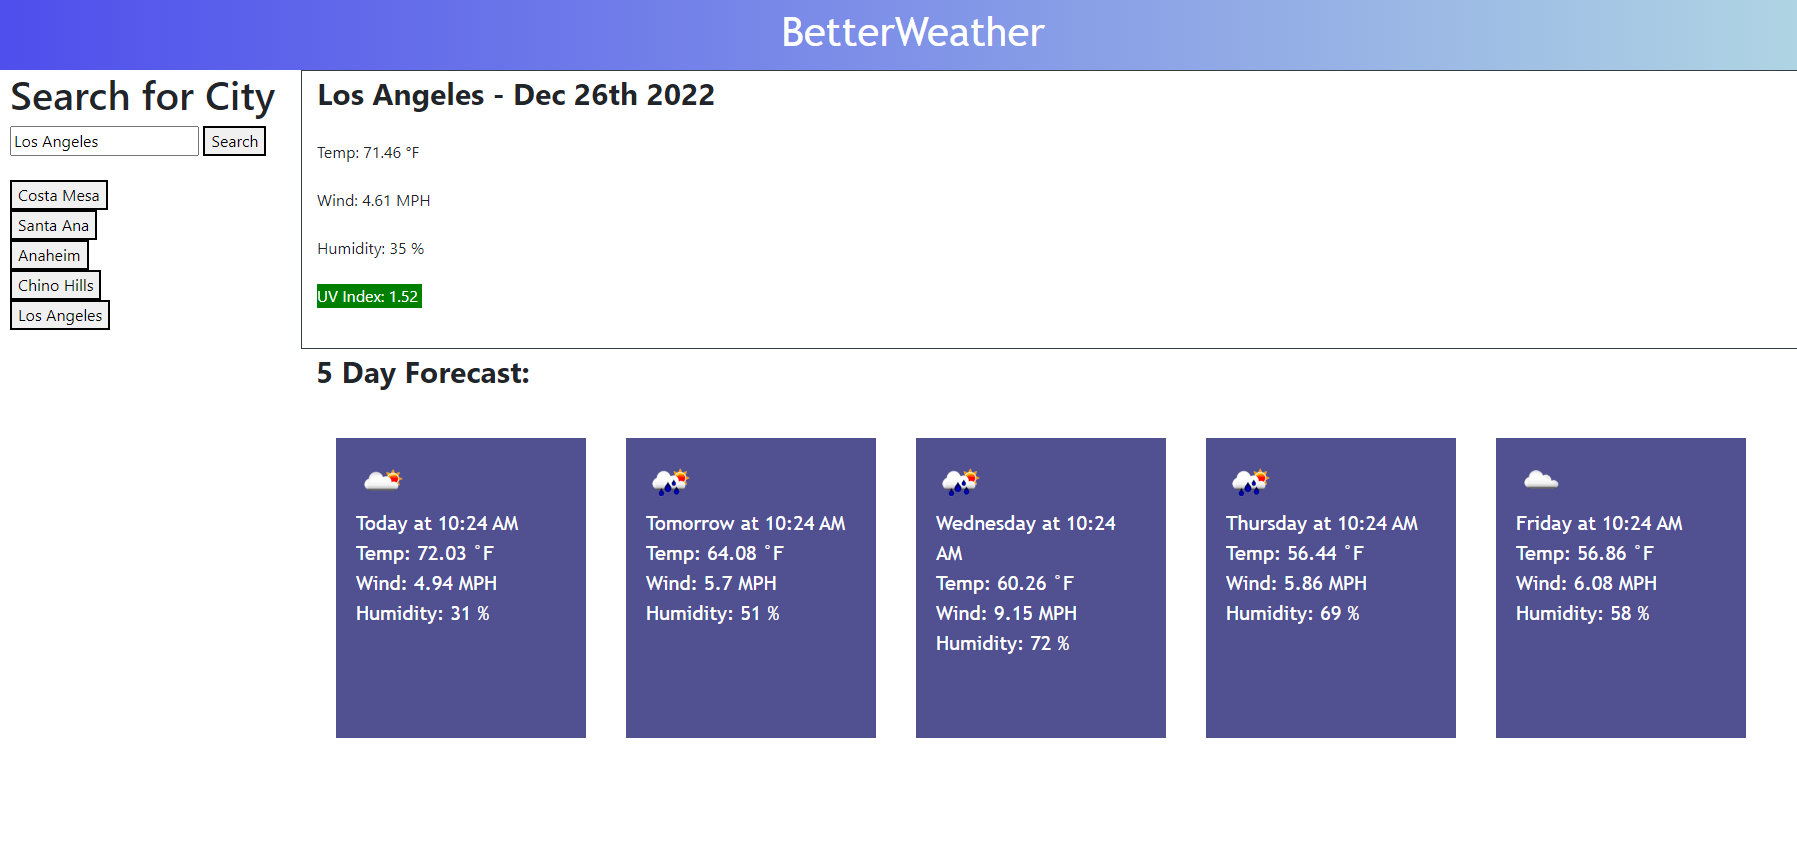 BetterWeather
Search for City
Los Angeles
Search
Costa Mesa
Santa Ana
Anaheim
Chino Hills
Los Angeles
Los Angeles - Dec 26th 2022
Temp: 71.46 °F
Wind: 4.61 MPH
Humidity: 35 %
UV Index: 1.52
5 Day Forecast:
Today at 10:24 AM
Temp: 72.03 °F
Wind: 4.94 MPH
Humidity: 31 %
Tomorrow at 10:24 AM
Temp: 64.08 °F
Wind: 5.7 MPH
Humidity: 51 %
Wednesday at 10:24
AM
Temp: 60.26 °F
Wind: 9.15 MPH
Humidity: 72 %
Thursday at 10:24 AM
Temp: 56.44 °F
Wind: 5.86 MPH
Humidity: 69 %
Friday at 10:24 AM
Temp: 56.86 °F
Wind: 6.08 MPH
Humidity: 58 %